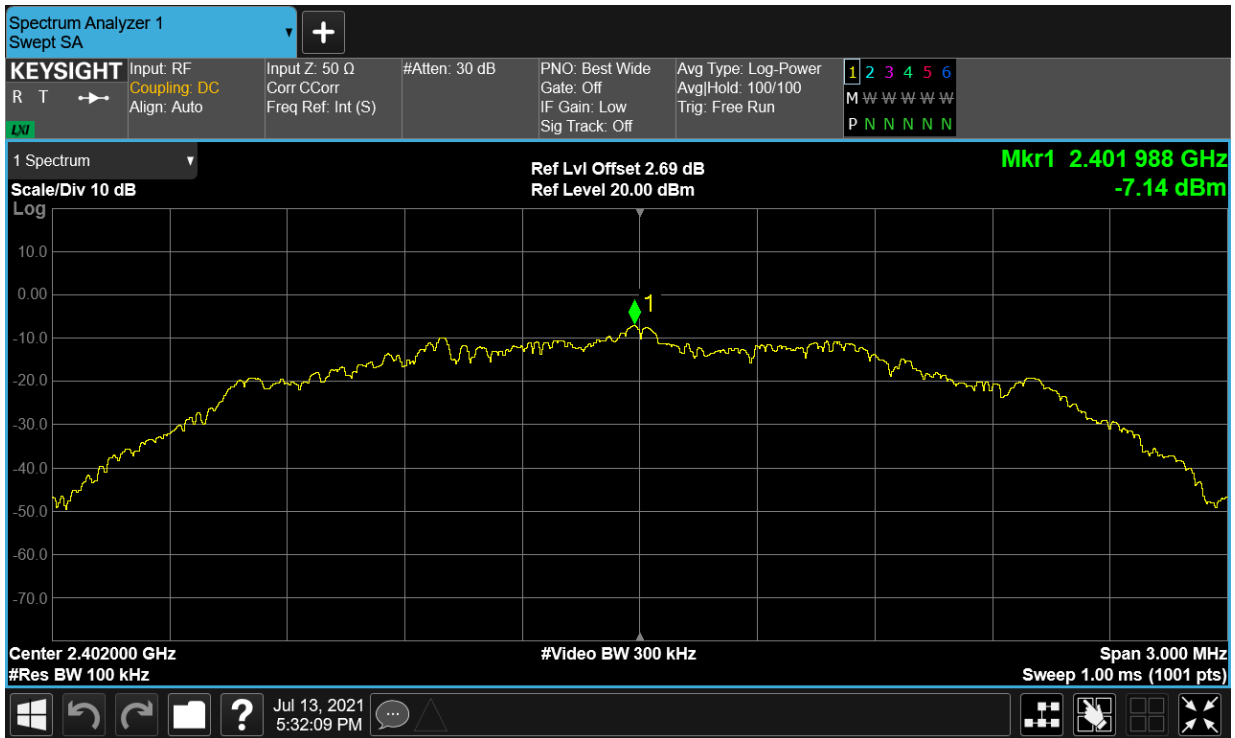 Spectrum Analyzer 1
Swept SA
KEYSIGHT
R T
LXI
Input: RF
Coupling: DC
Align: Auto
Input Z: 50 Ω
Corr CCorr
Freq Ref: Int (S)
#Atten: 30 dB
PNO: Best Wide
Gate: Off
IF Gain: Low
Sig Track: Off
Avg Type: Log-Power
Avg|Hold: 100/100
Trig: Free Run
1 2 3 4 5 6
M W W W W W
P N N N N N
1 Spectrum
Scale/Div 10 dB
Ref Lvl Offset 2.69 dB
Ref Level 20.00 dBm
Mkr1 2.401 988 GHz
-7.14 dBm
Log
10.0
0.00
-10.0
-20.0
-30.0
-40.0
-50.0
-60.0
-70.0
1
Center 2.402000 GHz
#Res BW 100 kHz
#Video BW 300 kHz
Span 3.000 MHz
Sweep 1.00 ms (1001 pts)
?
Jul 13, 2021
5:32:09 PM